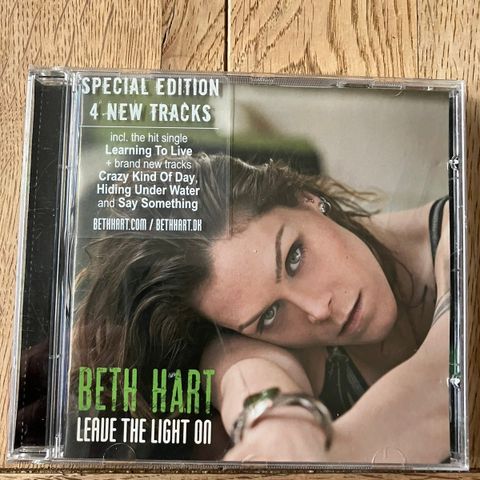 SPECIAL EDITION
4 NEW TRACKS
incl. the hit single
Learning To Live
+ brand new tracks
Crazy Kind Of Day,
Hiding Under Water
and Say Something
BETHHART.COM / BETHHART.DK
BETH HART
LEAVE THE LIGHT ON